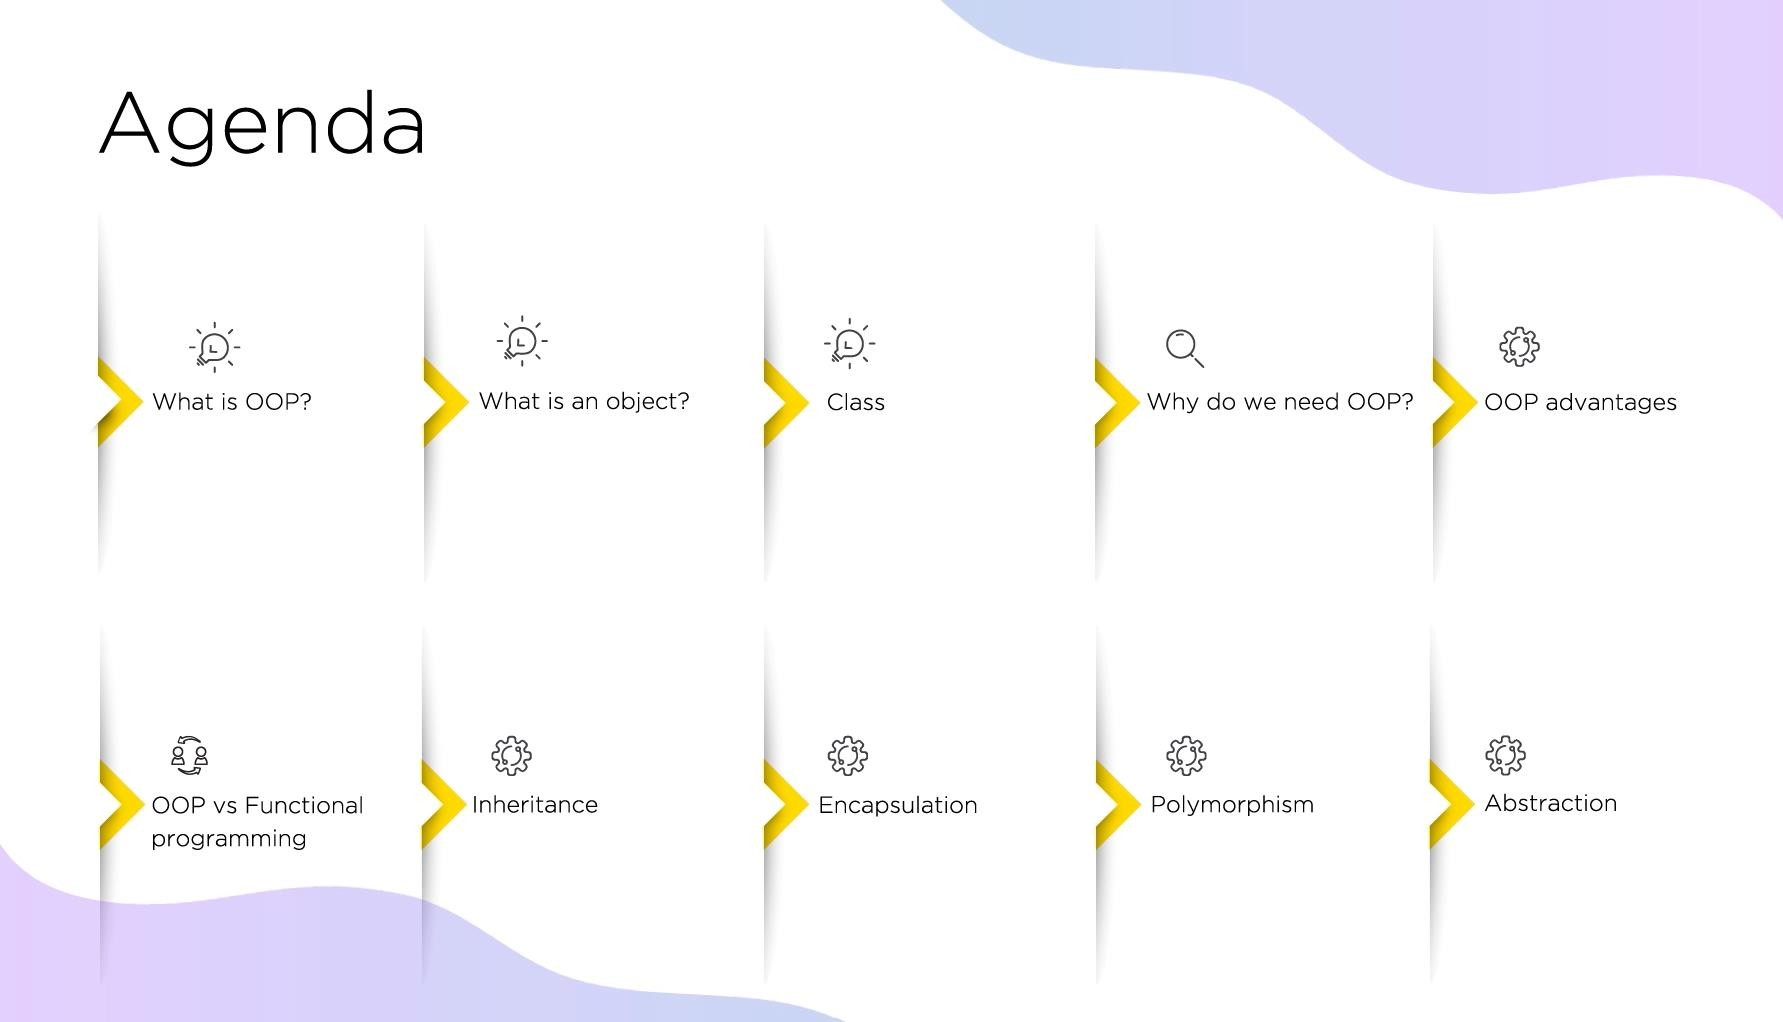 Agenda
What is OOP?
What is an object?
Class
Why do we need OOP?
OOP advantages
OOP vs Functional
programming
Inheritance
Encapsulation
Polymorphism
Abstraction